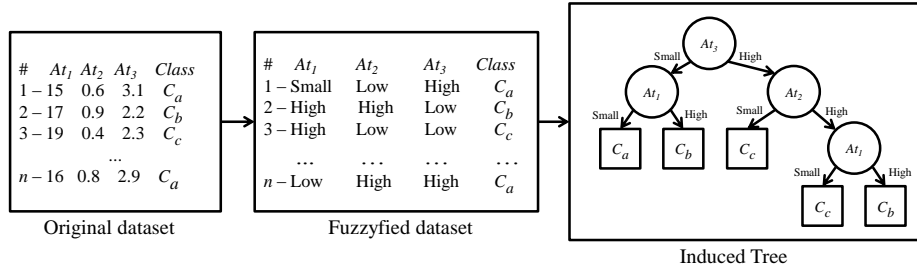 # At1 At2 At3 Class
1 – 15 0.6 3.1 Ca
2 – 17 0.9 2.2 Cb
3 – 19 0.4 2.3 Cc
...
n – 16 0.8 2.9 Ca
Original dataset
# At1 At2 At3 Class
1 – Small Low High Ca
2 – High High Low Cb
3 – High Low Low Cc
... ... ... ...
n – Low High High Ca
Fuzzyfied dataset
At3
Small High
At1 At2
Small High Small High
Ca Cb Cc At1
Small High
Cc Cb
Induced Tree